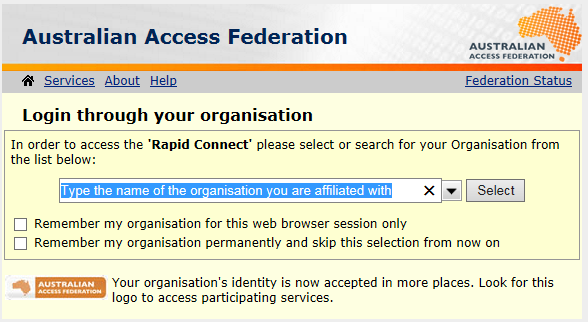 Australian Access Federation
AUSTRALIAN
ACCESS FEDERATION
Services About Help Federation Status
Login through your organisation
In order to access the 'Rapid Connect' please select or search for your Organisation from
the list below:
Type the name of the organisation you are affiliated with
Select
Remember my organisation for this web browser session only
Remember my organisation permanently and skip this selection from now on
AUSTRALIAN
ACCESS FEDERATION
Your organisation's identity is now accepted in more places. Look for this
logo to access participating services.